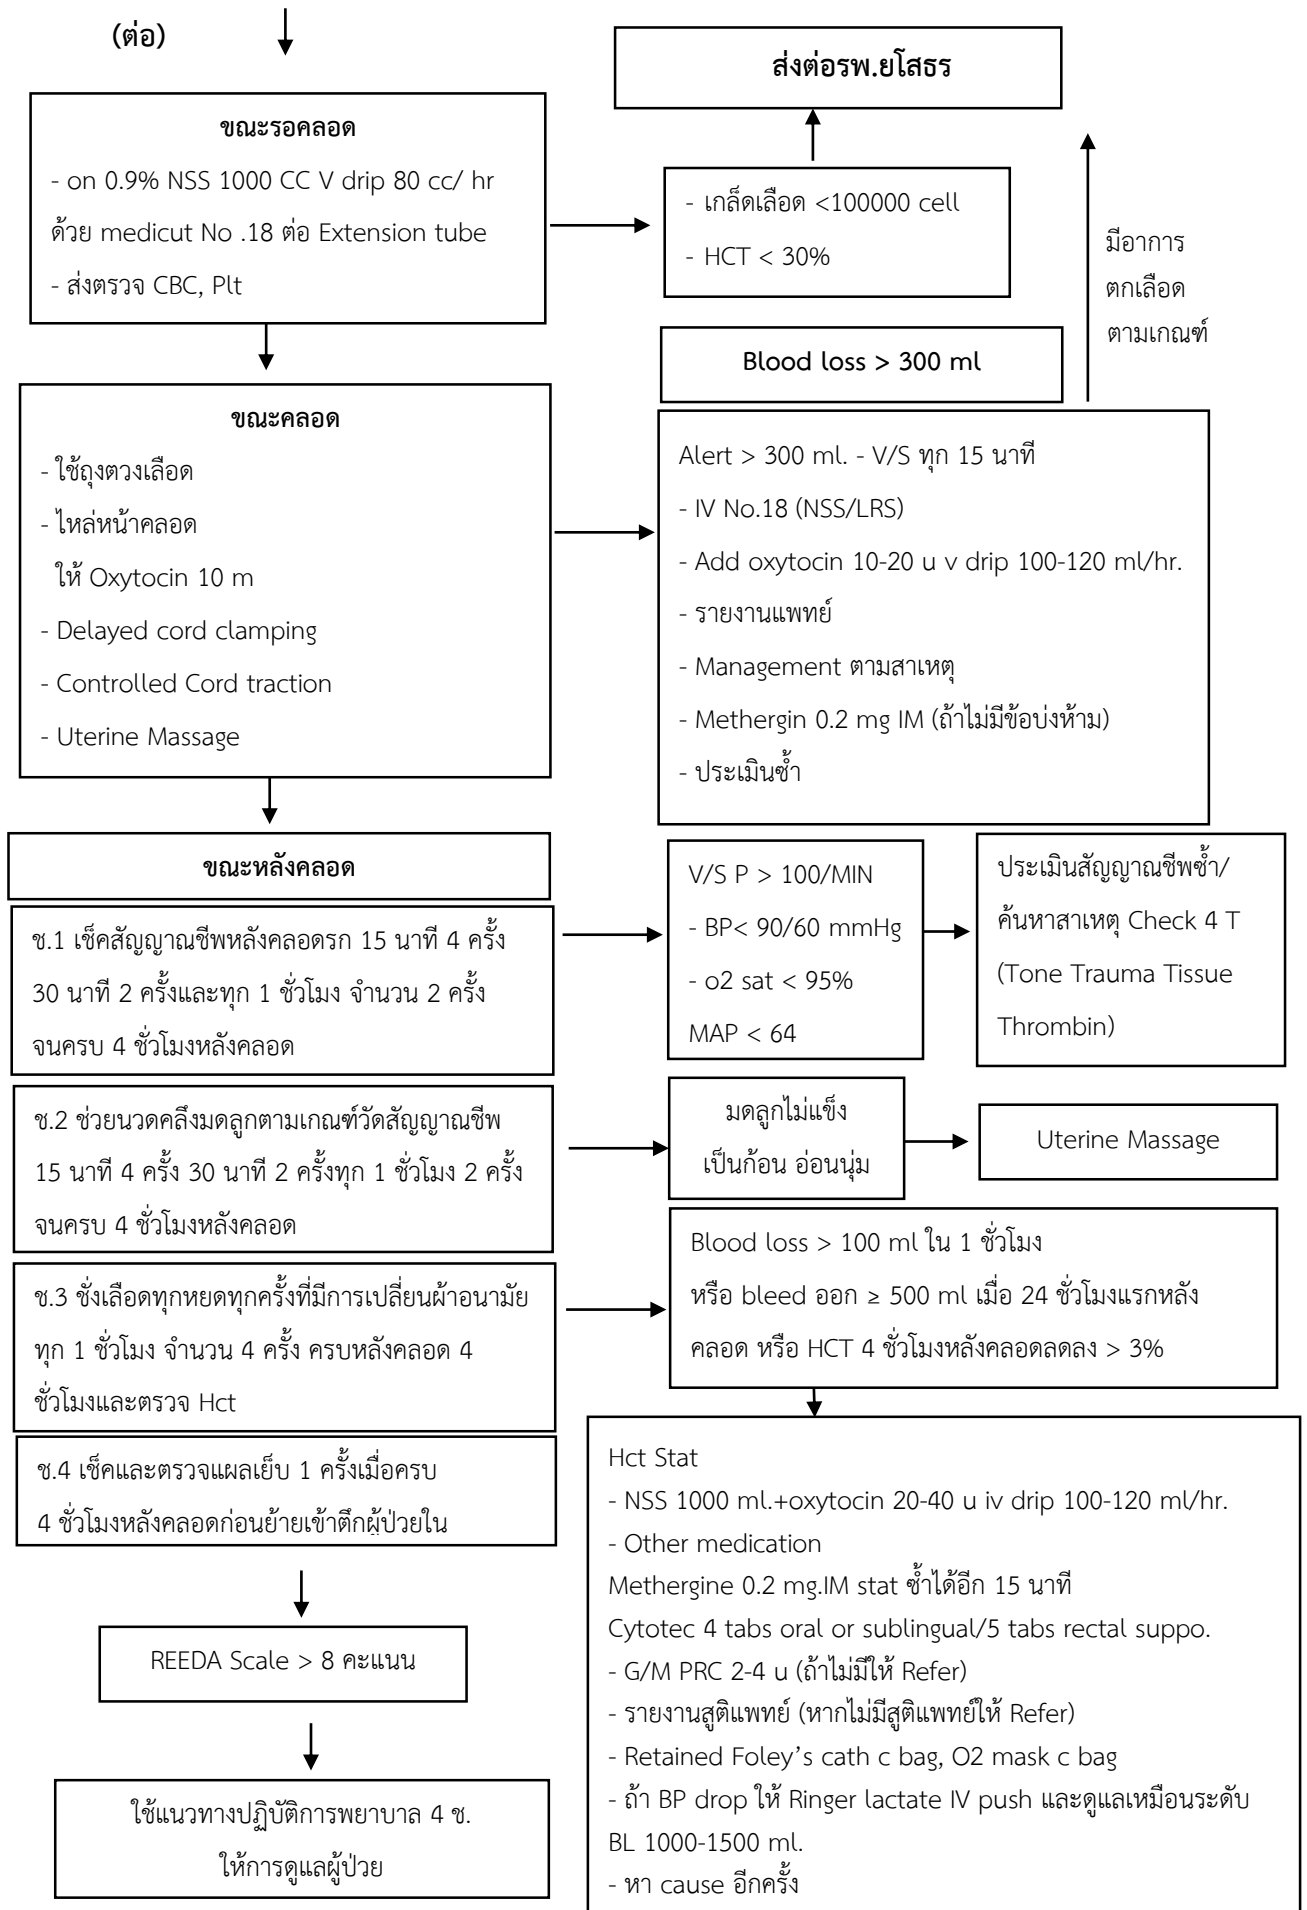 (ต่อ)
ส่งต่อรพ.ยโสธร
ขณะรอคลอด
- on 0.9% NSS 1000 CC V drip 80 cc/ hr
ด้วย medicut No .18 ต่อ Extension tube
- ส่งตรวจ CBC, Plt
- เกล็ดเลือด <100000 cell
- HCT < 30%
มีอาการ
ตกเลือด
ตามเกณฑ์
ขณะคลอด
- ใช้ถุงตวงเลือด
- ไหล่หน้าคลอด
ให้ Oxytocin 10 m
- Delayed cord clamping
- Controlled Cord traction
- Uterine Massage
Blood loss > 300 ml
Alert > 300 ml. - V/S ทุก 15 นาที
- IV No.18 (NSS/LRS)
- Add oxytocin 10-20 u v drip 100-120 ml/hr.
- รายงานแพทย์
- Management ตามสาเหตุ
- Methergin 0.2 mg IM (ถ้าไม่มีข้อบ่งห้าม)
- ประเมินซ้ำ
ขณะหลังคลอด
ช.1 เช็คสัญญาณชีพหลังคลอดรก 15 นาที 4 ครั้ง
30 นาที 2 ครั้งและทุก 1 ชั่วโมง จำนวน 2 ครั้ง
จนครบ 4 ชั่วโมงหลังคลอด
V/S P > 100/MIN
- BP< 90/60 mmHg
- o2 sat < 95%
MAP < 64
ประเมินสัญญาณชีพซ้ำ/
ค้นหาสาเหตุ Check 4 T
(Tone Trauma Tissue
Thrombin)
ช.2 ช่วยนวดคลึงมดลูกตามเกณฑ์วัดสัญญาณชีพ
15 นาที 4 ครั้ง 30 นาที 2 ครั้งทุก 1 ชั่วโมง 2 ครั้ง
จนครบ 4 ชั่วโมงหลังคลอด
มดลูกไม่แข็ง
เป็นก้อน อ่อนนุ่ม
Uterine Massage
ช.3 ชั่งเลือดทุกหยดทุกครั้งที่มีการเปลี่ยนผ้าอนามัย
ทุก 1 ชั่วโมง จำนวน 4 ครั้ง ครบหลังคลอด 4
ชั่วโมงและตรวจ Hct
Blood loss > 100 ml ใน 1 ชั่วโมง
หรือ bleed ออก ≥ 500 ml เมื่อ 24 ชั่วโมงแรกหลัง
คลอด หรือ HCT 4 ชั่วโมงหลังคลอดลดลง > 3%
ช.4 เช็คและตรวจแผลเย็บ 1 ครั้งเมื่อครบ
4 ชั่วโมงหลังคลอดก่อนย้ายเข้าตึกผู้ป่วยใน
REEDA Scale > 8 คะแนน
ใช้แนวทางปฏิบัติการพยาบาล 4 ช.
ให้การดูแลผู้ป่วย
Hct Stat
- NSS 1000 ml.+oxytocin 20-40 u iv drip 100-120 ml/hr.
- Other medication
Methergine 0.2 mg.IM stat ซ้ำได้อีก 15 นาที
Cytotec 4 tabs oral or sublingual/5 tabs rectal suppo.
- G/M PRC 2-4 u (ถ้าไม่มีให้ Refer)
- รายงานสูติแพทย์ (หากไม่มีสูติแพทย์ให้ Refer)
- Retained Foley’s cath c bag, O2 mask c bag
- ถ้า BP drop ให้ Ringer lactate IV push และดูแลเหมือนระดับ
BL 1000-1500 ml.
- หา cause อีกครั้ง